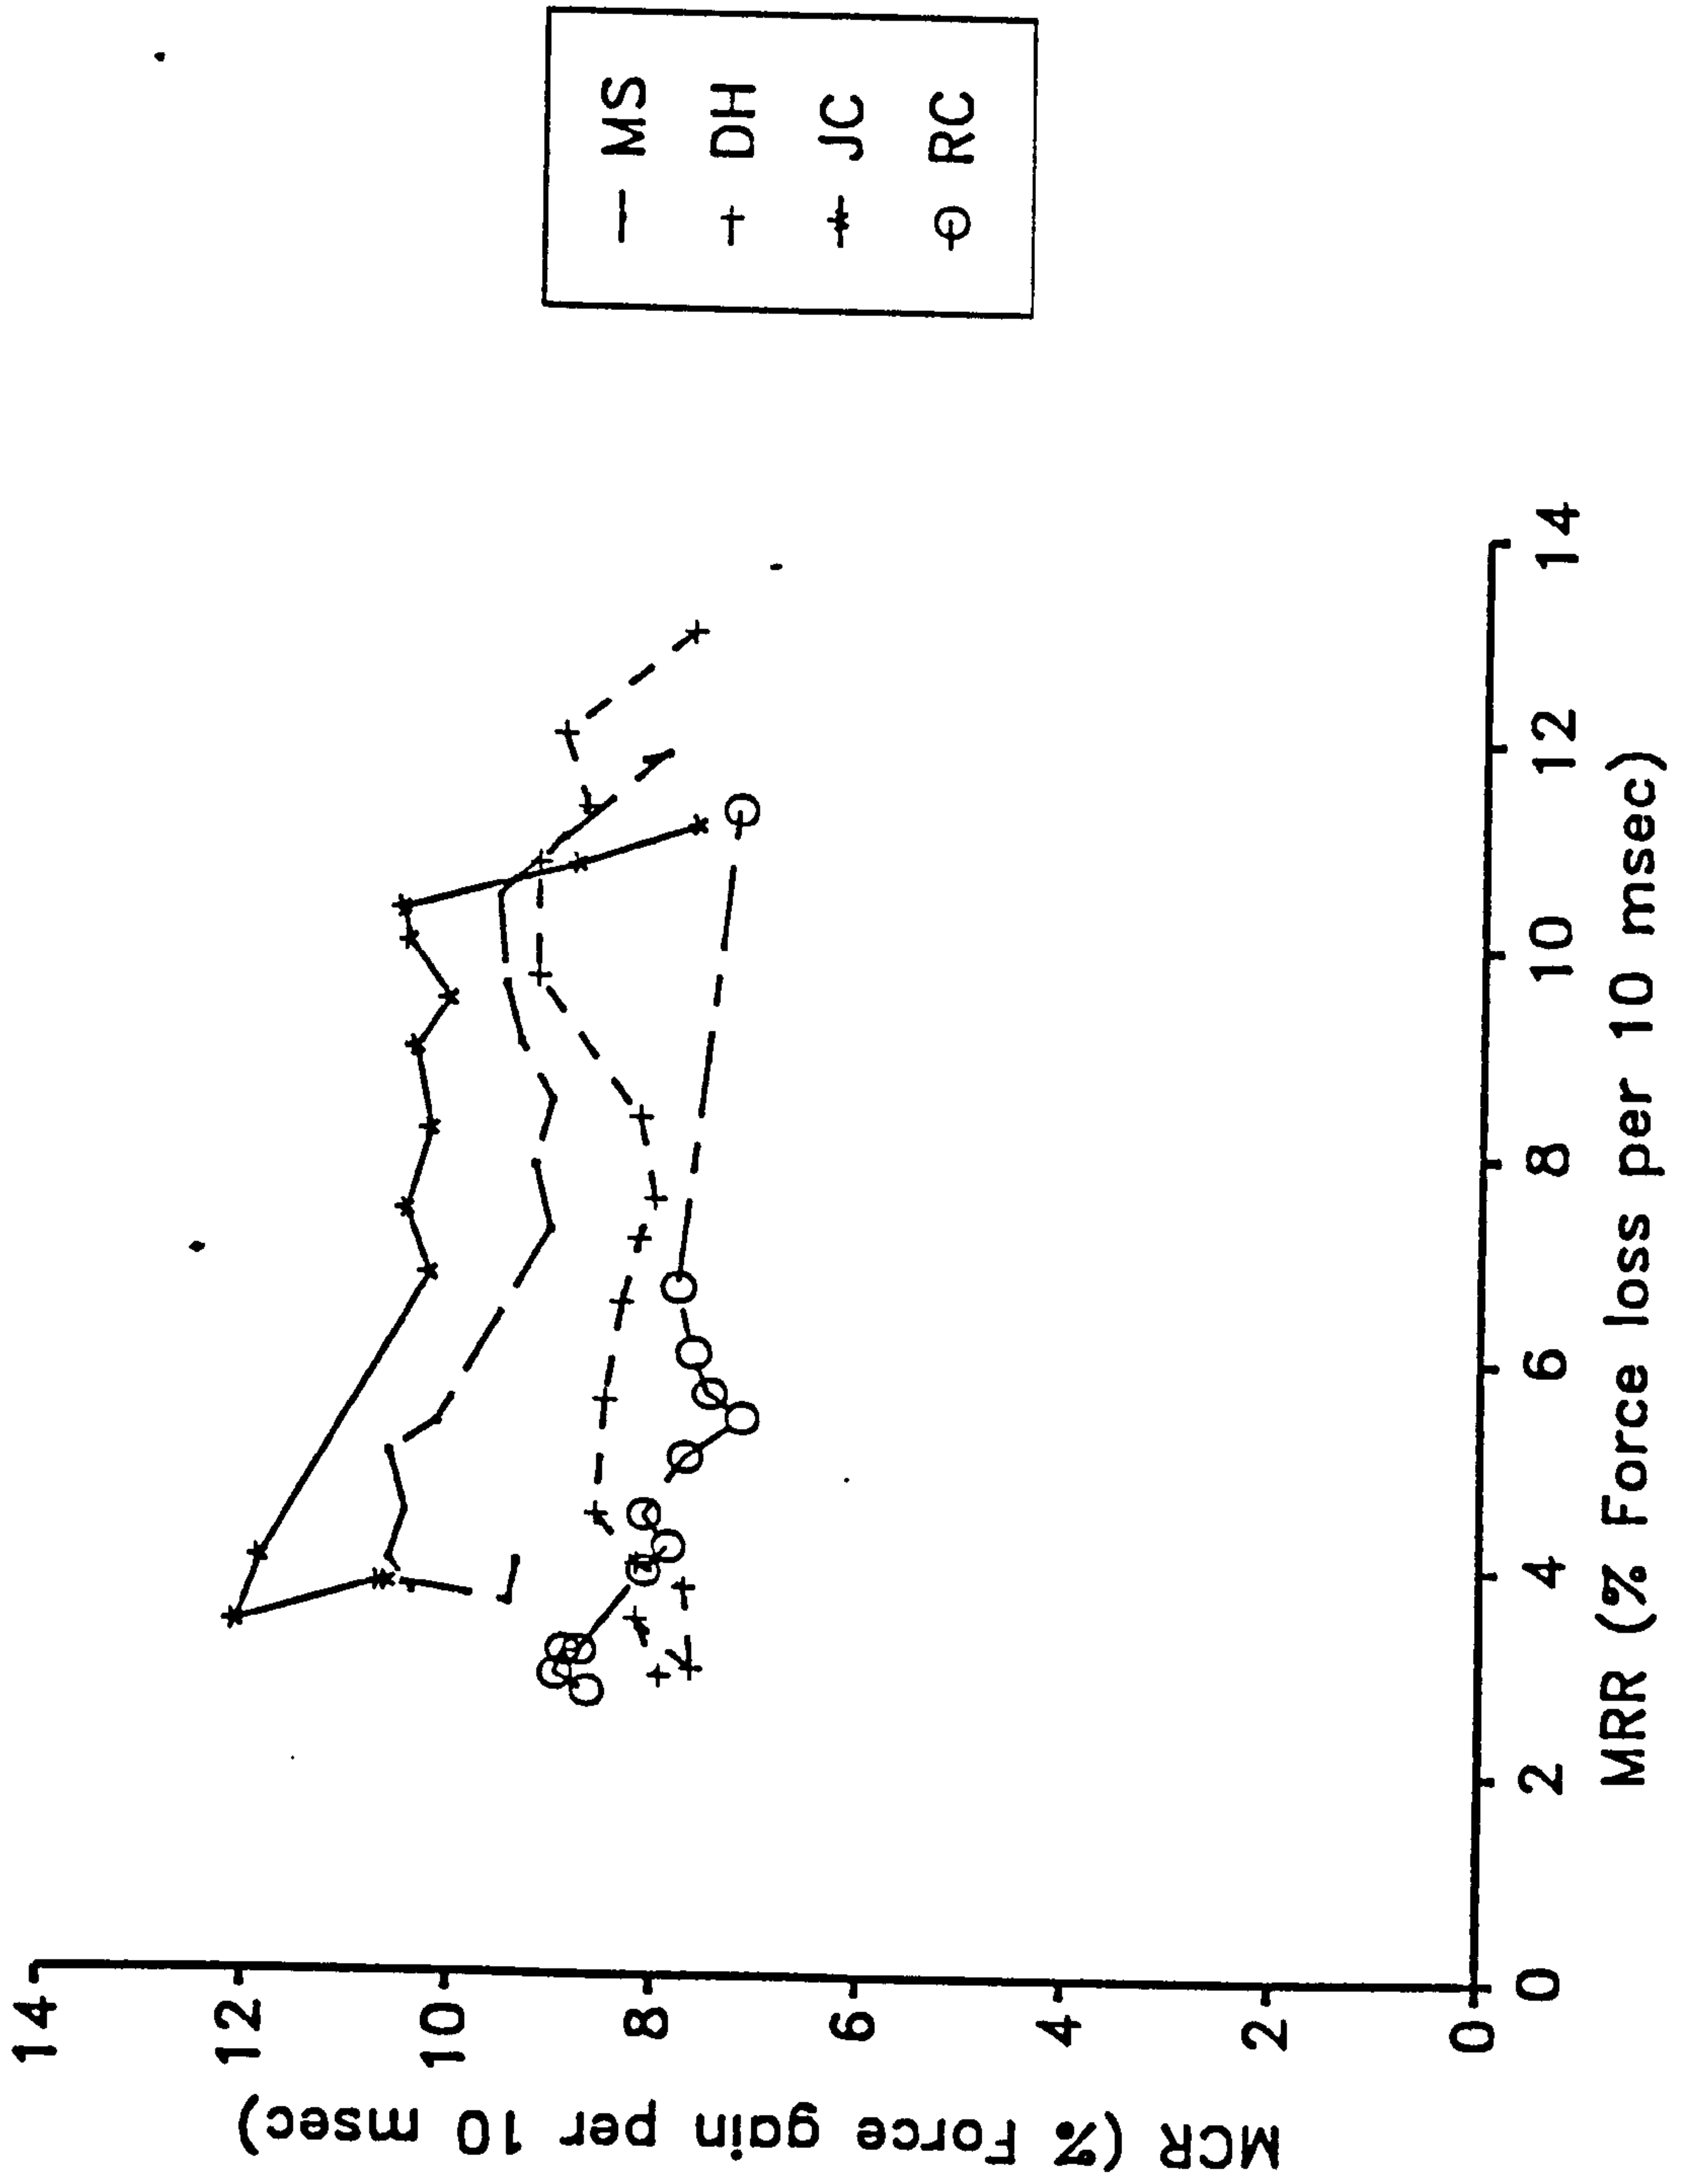 MCR (% Force gain per 10 msec)
14
12
10
8
6
4
2
0
0 2 4 6 8 10 12 14
MRR (% Force loss per 10 msec)
MS
DH
JC
RC